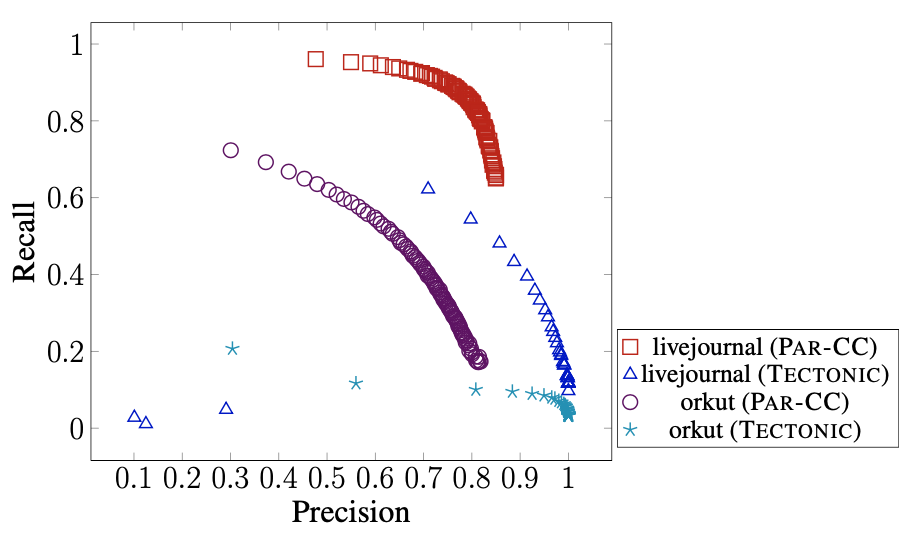 1
0.8
0.6
0.4
0.2
0
Recall
0.1 0.2 0.3 0.4 0.5 0.6 0.7 0.8 0.9 1
Precision
livejournal (PAR-CC)
livejournal (TECTONIC)
orkut (PAR-CC)
orkut (TECTONIC)